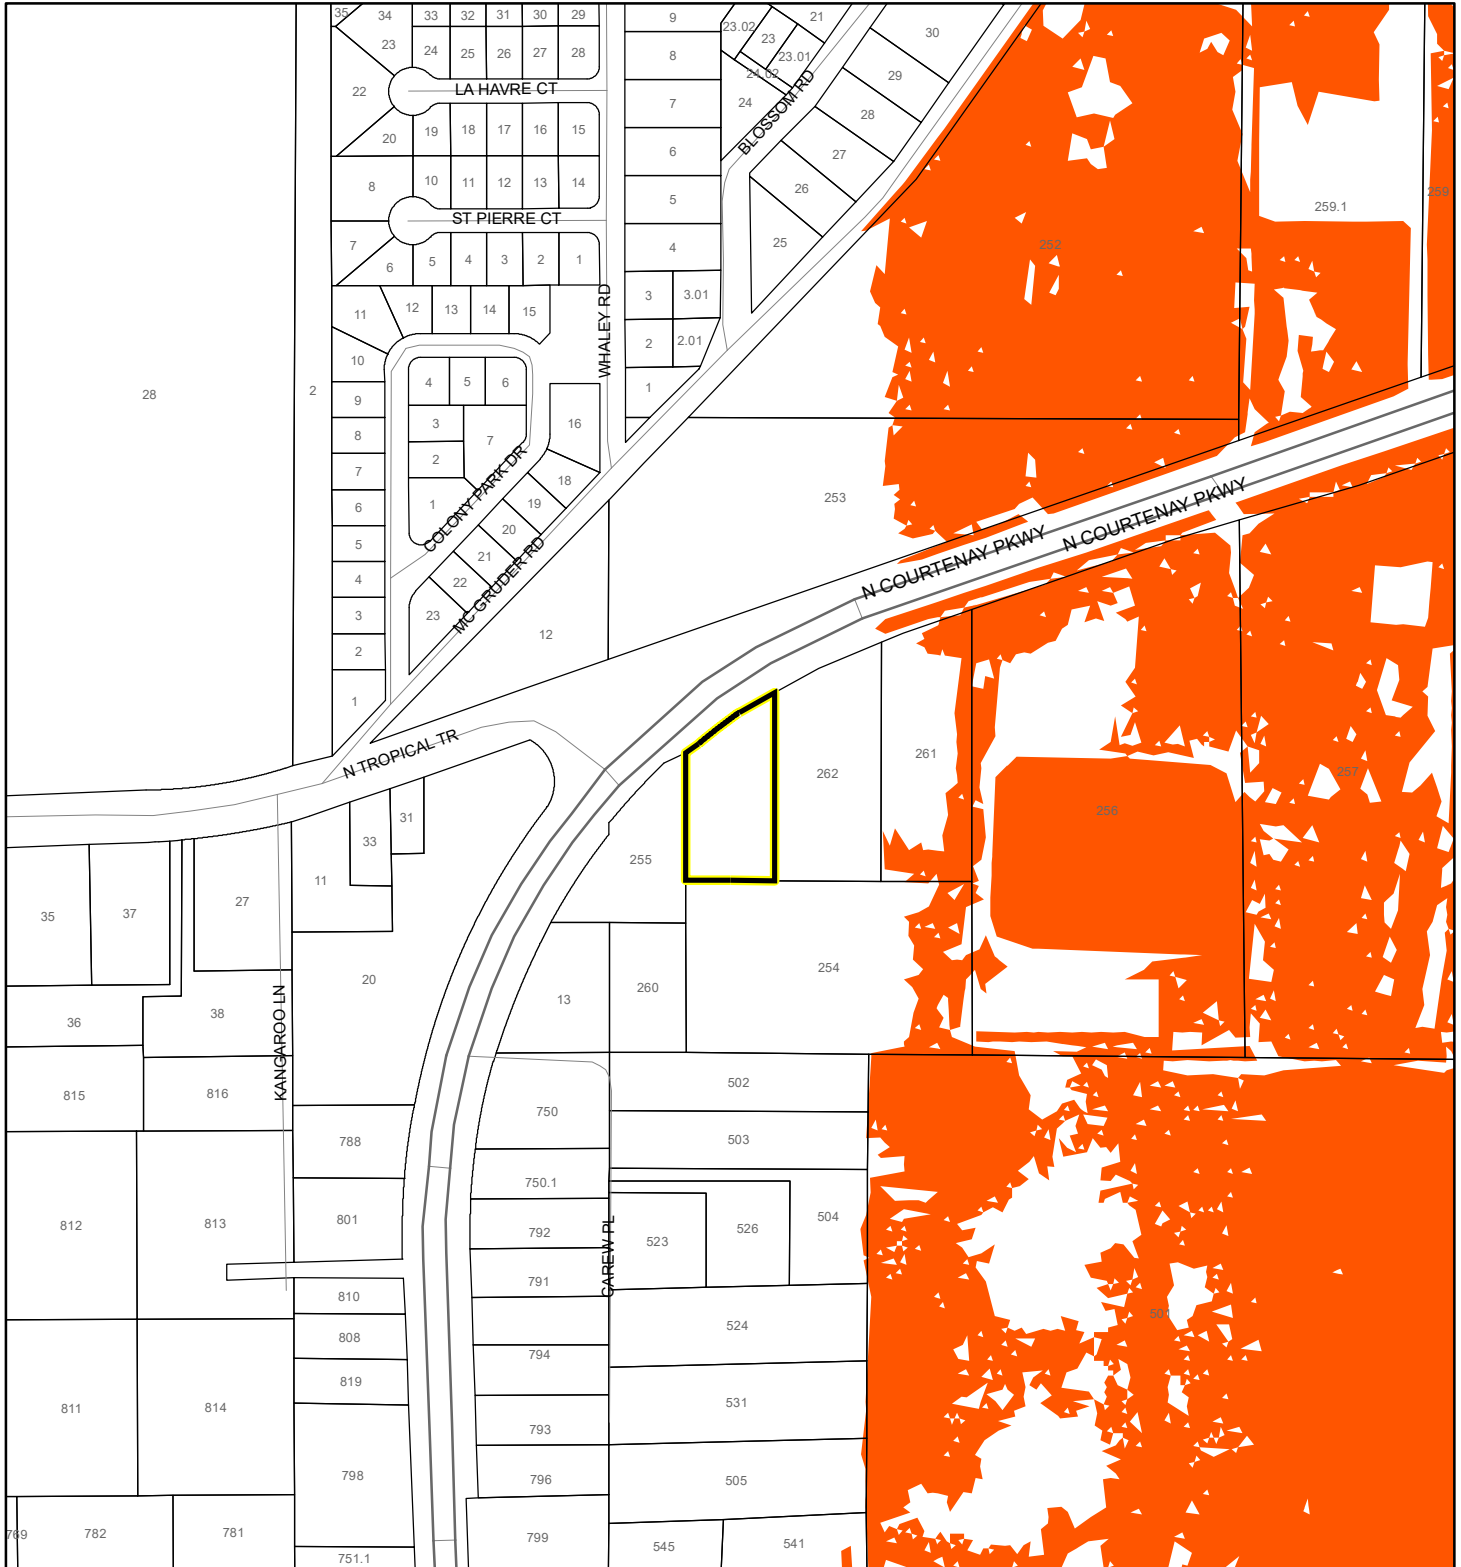 35 34 33 32 31 30 29 9 23.02 21 30
23 24 25 26 27 28 8 23 23.01 29
22 LA HAVRE CT 7 24.02 24 BLOSSOM RD 28
20 19 18 17 16 15 6 27
8 10 11 12 13 14 5 26 259.1 259
ST PIERRE CT
7 6 5 4 3 2 1 4 25 252
11 12 13 14 15 WHALEY RD 3 3.01
10 2 2.01
28 2 9 4 5 6 1
8 3 7 16
7 2 COLONY PARK DR 18
6 1 19 253
5 20 N COURTENAY PKWY
4 21 N COURTENAY PKWY
3 22 MC GRUDER RD
2 23 12
1
N TROPICAL TR 262 261 257
31 256
33 255
11
35 37 27
20 254
13 260
36 38 KANGAROO LN
815 816 502
750
788 503
750.1
812 813 801 792 523 526 504
791 CAREW PL
810
808 524 501
794
819
811 814 531
793
798 796 505
769 782 781 799
751.1 545 541